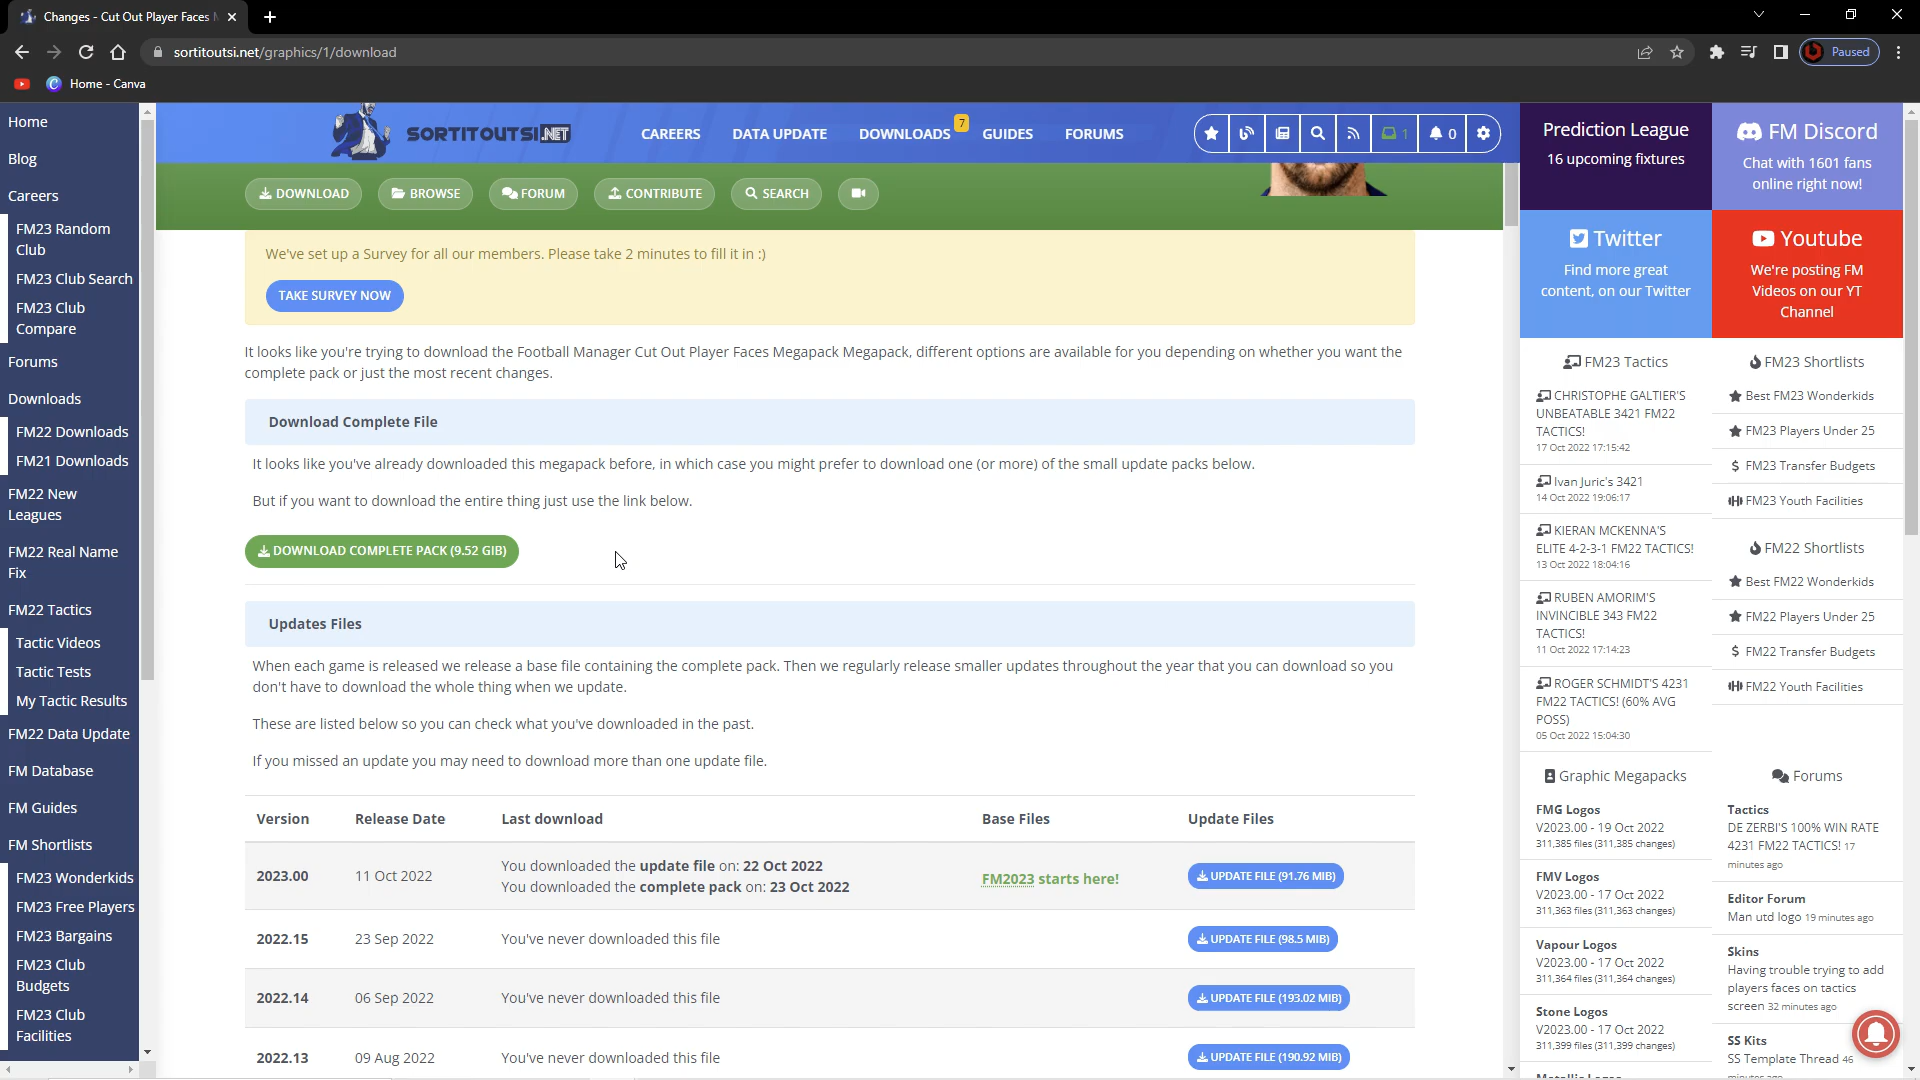 Changes - Cut Out Player Faces
sortitoutsi.net/graphics/1/download
Paused
Home - Canva
Home
Blog
Careers
FM23 Random
Club
FM23 Club Search
FM23 Club
Compare
Forums
Downloads
FM22 Downloads
FM21 Downloads
FM22 New
Leagues
FM22 Real Name
Fix
FM22 Tactics
Tactic Videos
Tactic Tests
My Tactic Results
FM22 Data Update
FM Database
FM Guides
FM Shortlists
FM23 Wonderkids
FM23 Free Players
FM23 Bargains
FM23 Club
Budgets
FM23 Club
Facilities
SORTITOUTSI.NET
CAREERS
DATA UPDATE
DOWNLOADS
7
GUIDES
FORUMS
1
0
DOWNLOAD
BROWSE
FORUM
CONTRIBUTE
SEARCH
We've set up a Survey for all our members. Please take 2 minutes to fill it in :)
TAKE SURVEY NOW
It looks like you're trying to download the Football Manager Cut Out Player Faces Megapack Megapack, different options are available for you depending on whether you want the
complete pack or just the most recent changes.
Download Complete File
It looks like you've already downloaded this megapack before, in which case you might prefer to download one (or more) of the small update packs below.
But if you want to download the entire thing just use the link below.
DOWNLOAD COMPLETE PACK (9.52 GIB)
Updates Files
When each game is released we release a base file containing the complete pack. Then we regularly release smaller updates throughout the year that you can download so you
don't have to download the whole thing when we update.
These are listed below so you can check what you've downloaded in the past.
If you missed an update you may need to download more than one update file.
Version Release Date Last download Base Files Update Files
2023.00 11 Oct 2022 You downloaded the update file on: 22 Oct 2022
You downloaded the complete pack on: 23 Oct 2022
FM2023 starts here!
UPDATE FILE (91.76 MIB)
2022.15 23 Sep 2022 You've never downloaded this file UPDATE FILE (98.5 MIB)
2022.14 06 Sep 2022 You've never downloaded this file UPDATE FILE (193.02 MIB)
2022.13 09 Aug 2022 You've never downloaded this file UPDATE FILE (190.92 MIB)
Prediction League
16 upcoming fixtures
FM Discord
Chat with 1601 fans
online right now!
Twitter
Find more great
content, on our Twitter
Youtube
We're posting FM
Videos on our YT
Channel
FM23 Tactics
CHRISTOPHE GALTIER'S
UNBEATABLE 3421 FM22
TACTICS!
17 Oct 2022 17:15:42
Ivan Juric's 3421
14 Oct 2022 19:06:17
KIERAN MCKENNA'S
ELITE 4-2-3-1 FM22 TACTICS!
13 Oct 2022 18:04:16
RUBEN AMORIM'S
INVINCIBLE 343 FM22
TACTICS!
11 Oct 2022 17:14:23
ROGER SCHMIDT'S 4231
FM22 TACTICS! (60% AVG
POSS)
05 Oct 2022 15:04:30
FM23 Shortlists
Best FM23 Wonderkids
FM23 Players Under 25
FM23 Transfer Budgets
FM23 Youth Facilities
FM22 Shortlists
Best FM22 Wonderkids
FM22 Players Under 25
FM22 Transfer Budgets
FM22 Youth Facilities
Graphic Megapacks
FMG Logos
V2023.00 - 19 Oct 2022
311,385 files (311,385 changes)
FMV Logos
V2023.00 - 17 Oct 2022
311,363 files (311,363 changes)
Vapour Logos
V2023.00 - 17 Oct 2022
311,364 files (311,364 changes)
Stone Logos
V2023.00 - 17 Oct 2022
311,399 files (311,399 changes)
Forums
Tactics
DE ZERBI'S 100% WIN RATE
4231 FM22 TACTICS! 17
minutes ago
Editor Forum
Man utd logo 19 minutes ago
Skins
Having trouble trying to add
players faces on tactics
screen 32 minutes ago
SS Kits
SS Template Thread 46